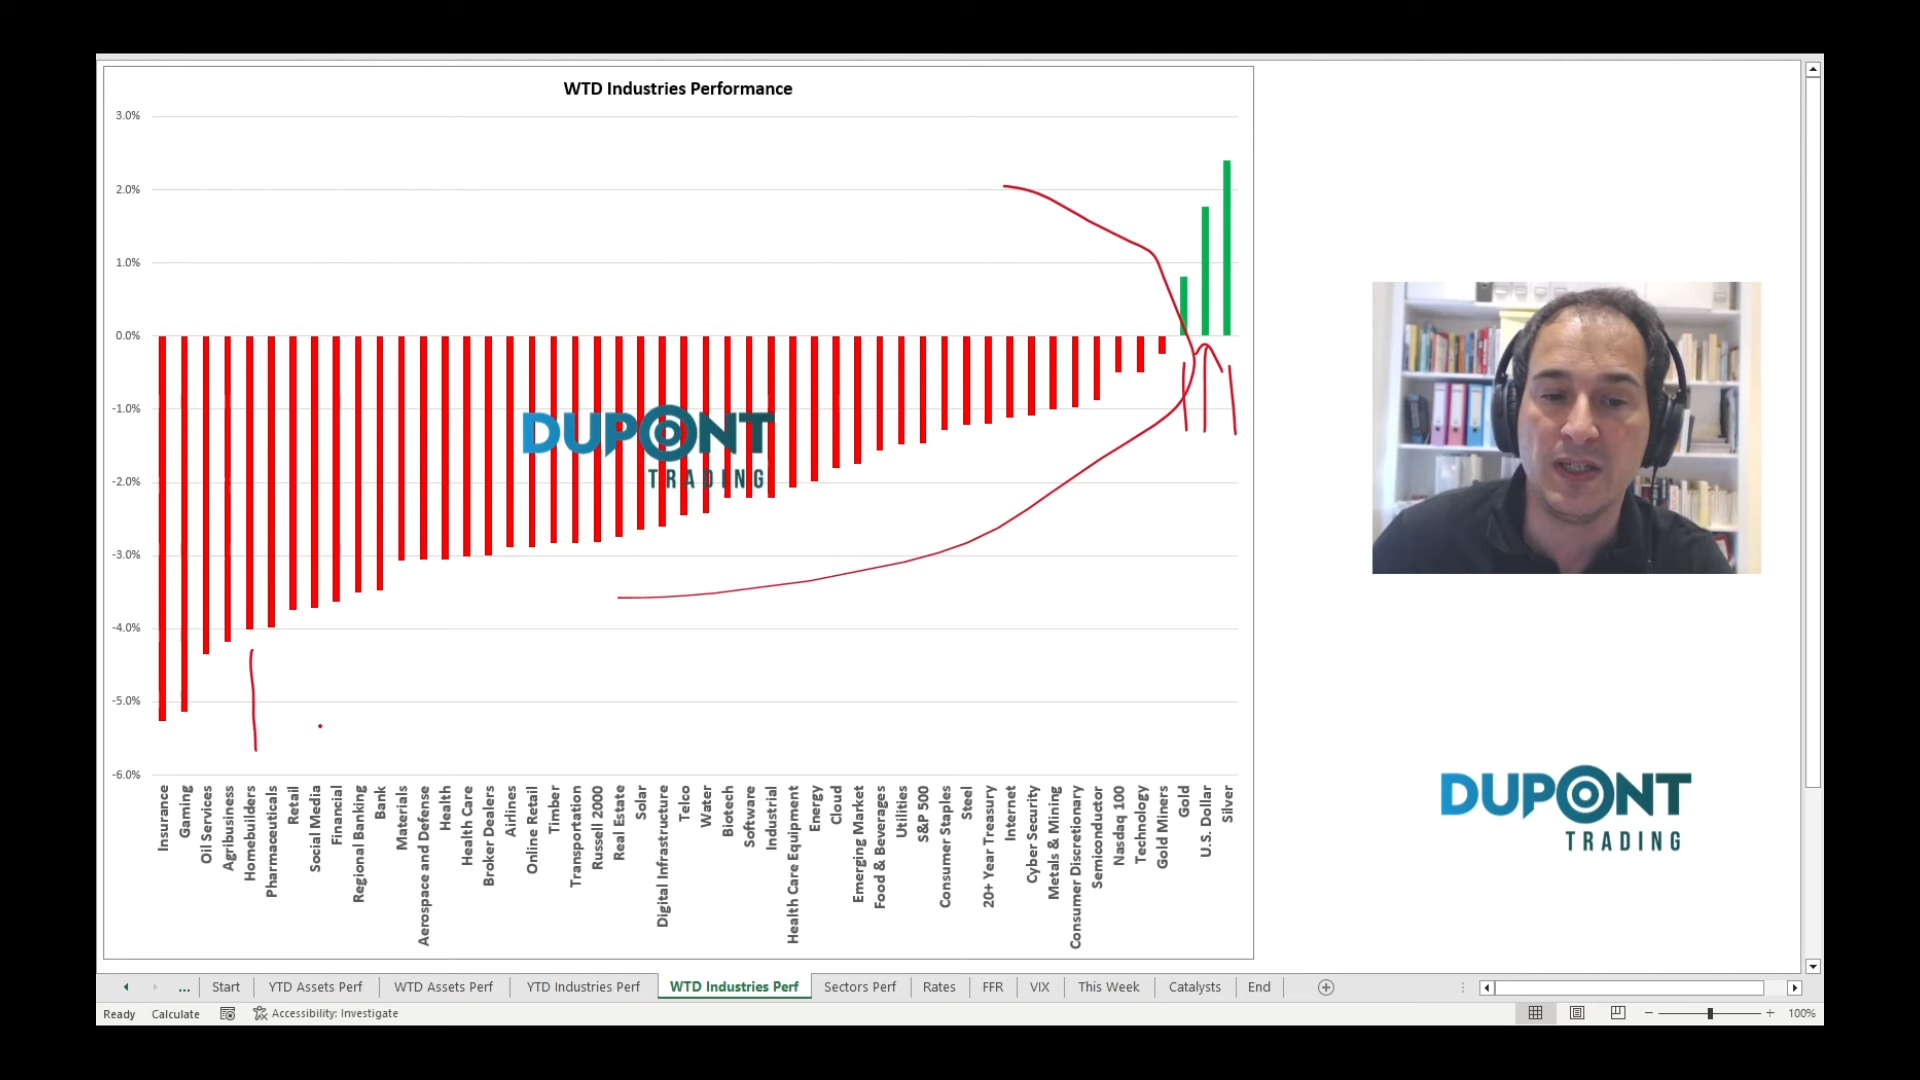 WTD Industries Performance
3.0%
2.0%
1.0%
0.0%
-1.0%
-2.0%
-3.0%
-4.0%
-5.0%
-6.0%
DUPONT
TRADING
Insurance
Gaming
Oil Services
Agribusiness
Homebuilders
Pharmaceuticals
Retail
Social Media
Financial
Regional Banking
Bank
Materials
Aerospace and Defense
Health
Health Care
Broker Dealers
Airlines
Online Retail
Timber
Transportation
Russell 2000
Real Estate
Solar
Digital Infrastructure
Telco
Water
Biotech
Software
Industrial
Health Care Equipment
Energy
Cloud
Emerging Market
Food & Beverages
Utilities
S&P 500
Consumer Staples
Steel
20+ Year Treasury
Internet
Cyber Security
Metals & Mining
Consumer Discretionary
Semiconductor
Nasdaq 100
Technology
Gold Miners
Gold
U.S. Dollar
Silver
DUPONT
TRADING
... Start YTD Assets Perf WTD Assets Perf YTD Industries Perf WTD Industries Perf Sectors Perf Rates FFR VIX This Week Catalysts End
Ready Calculate Accessibility: Investigate 100%